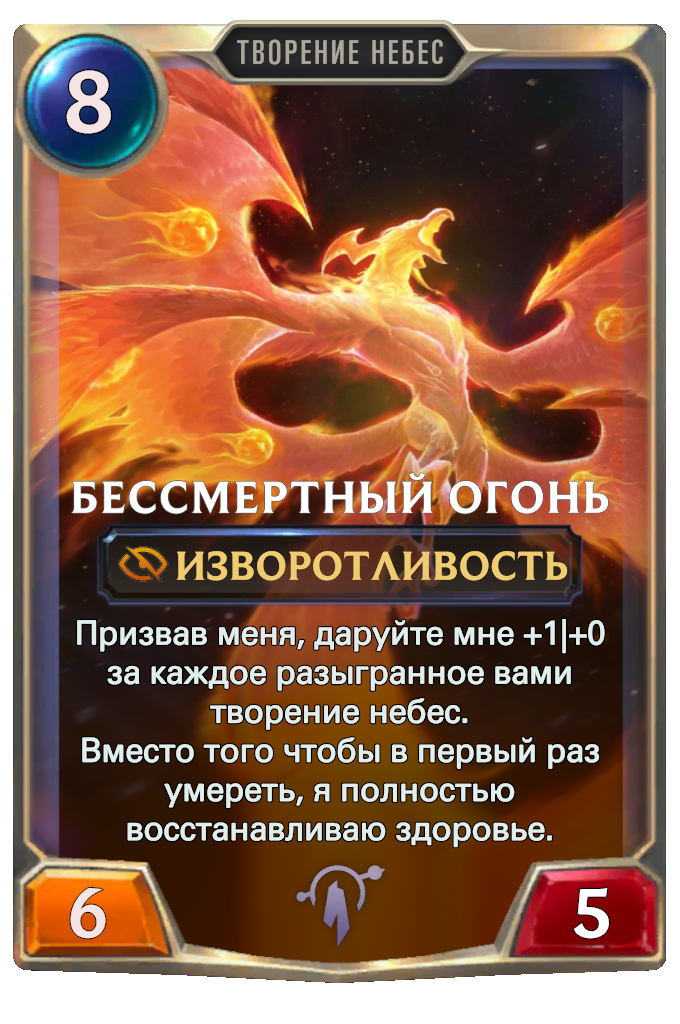 ТВОРЕНИЕ НЕБЕС
8
БЕССМЕРТНЫЙ ОГОНЬ
ИЗВОРОТЛИВОСТЬ
Призвав меня, даруйте мне +1|+0
за каждое разыгранное вами
творение небес.
Вместо того чтобы в первый раз
умереть, я полностью
восстанавливаю здоровье.
6
5